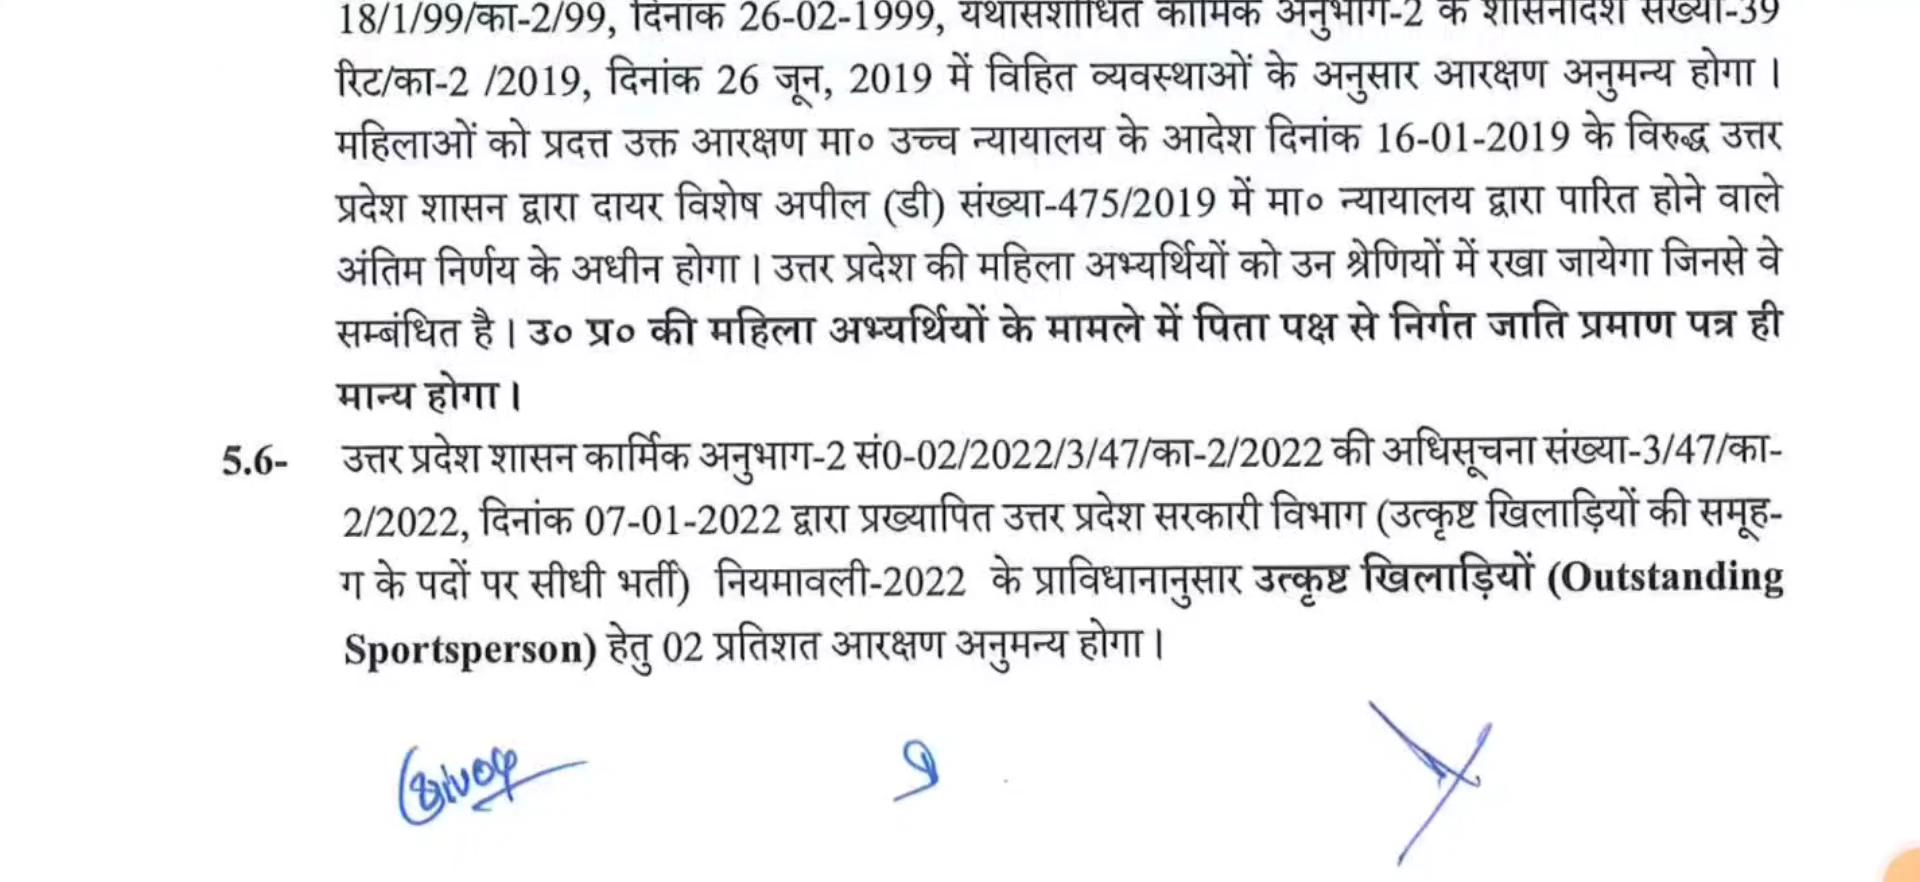 18/1/99/का-2/99, दिनांक 26-02-1999, यथासंशोधित कार्मिक अनुभाग-2 के शासनादेश संख्या-39
रिट/का-2 /2019, दिनांक 26 जून, 2019 में विहित व्यवस्थाओं के अनुसार आरक्षण अनुमन्य होगा।
महिलाओं को प्रदत्त उक्त आरक्षण मा० उच्च न्यायालय के आदेश दिनांक 16-01-2019 के विरुद्ध उत्तर
प्रदेश शासन द्वारा दायर विशेष अपील (डी) संख्या-475/2019 में मा० न्यायालय द्वारा पारित होने वाले
अंतिम निर्णय के अधीन होगा। उत्तर प्रदेश की महिला अभ्यर्थियों को उन श्रेणियों में रखा जायेगा जिनसे वे
सम्बंधित है। उ० प्र० की महिला अभ्यर्थियों के मामले में पिता पक्ष से निर्गत जाति प्रमाण पत्र ही
मान्य होगा।
5.6- उत्तर प्रदेश शासन कार्मिक अनुभाग-2 सं0-02/2022/3/47/का-2/2022 की अधिसूचना संख्या-3/47/का-
2/2022, दिनांक 07-01-2022 द्वारा प्रख्यापित उत्तर प्रदेश सरकारी विभाग (उत्कृष्ट खिलाड़ियों की समूह-
ग के पदों पर सीधी भर्ती) नियमावली-2022 के प्राविधानानुसार उत्कृष्ट खिलाड़ियों (Outstanding
Sportsperson) हेतु 02 प्रतिशत आरक्षण अनुमन्य होगा।